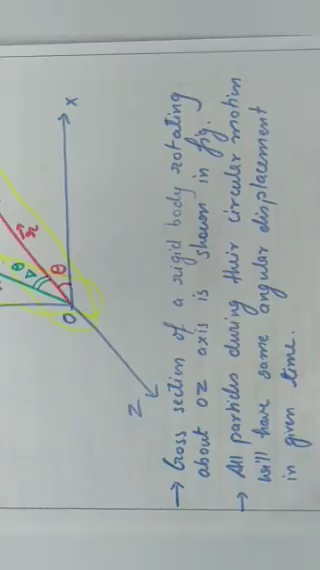 X
r⃗
Δθ
θ
O
Z
→ Cross section of a rigid body rotating
about OZ axis is shown in fig.
→ All particles during their circular motion
will have same angular displacement
in given time.